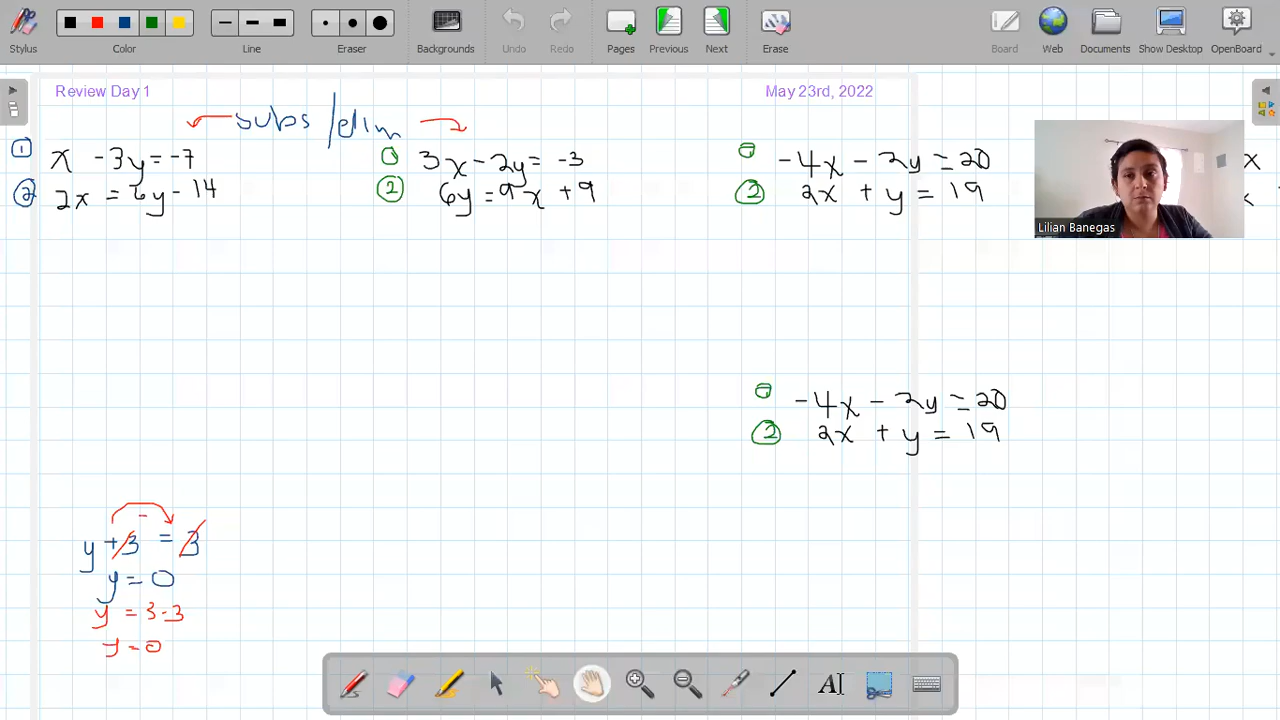 Stylus Color Line Eraser Backgrounds Undo Redo Pages Previous Next Erase Board Web Documents Show Desktop OpenBoard
Review Day 1
May 23rd, 2022
subs / elim
① x - 3y = -7
② 2x = 6y - 14
① 3x - 2y = -3
② 6y = 9x + 9
① -4x - 2y = 20
② 2x + y = 19
x
x
Lilian Banegas
① -4x - 2y = 20
② 2x + y = 19
-
y + 3 = 3
y = 0
y = 3 - 3
y = 0
AI